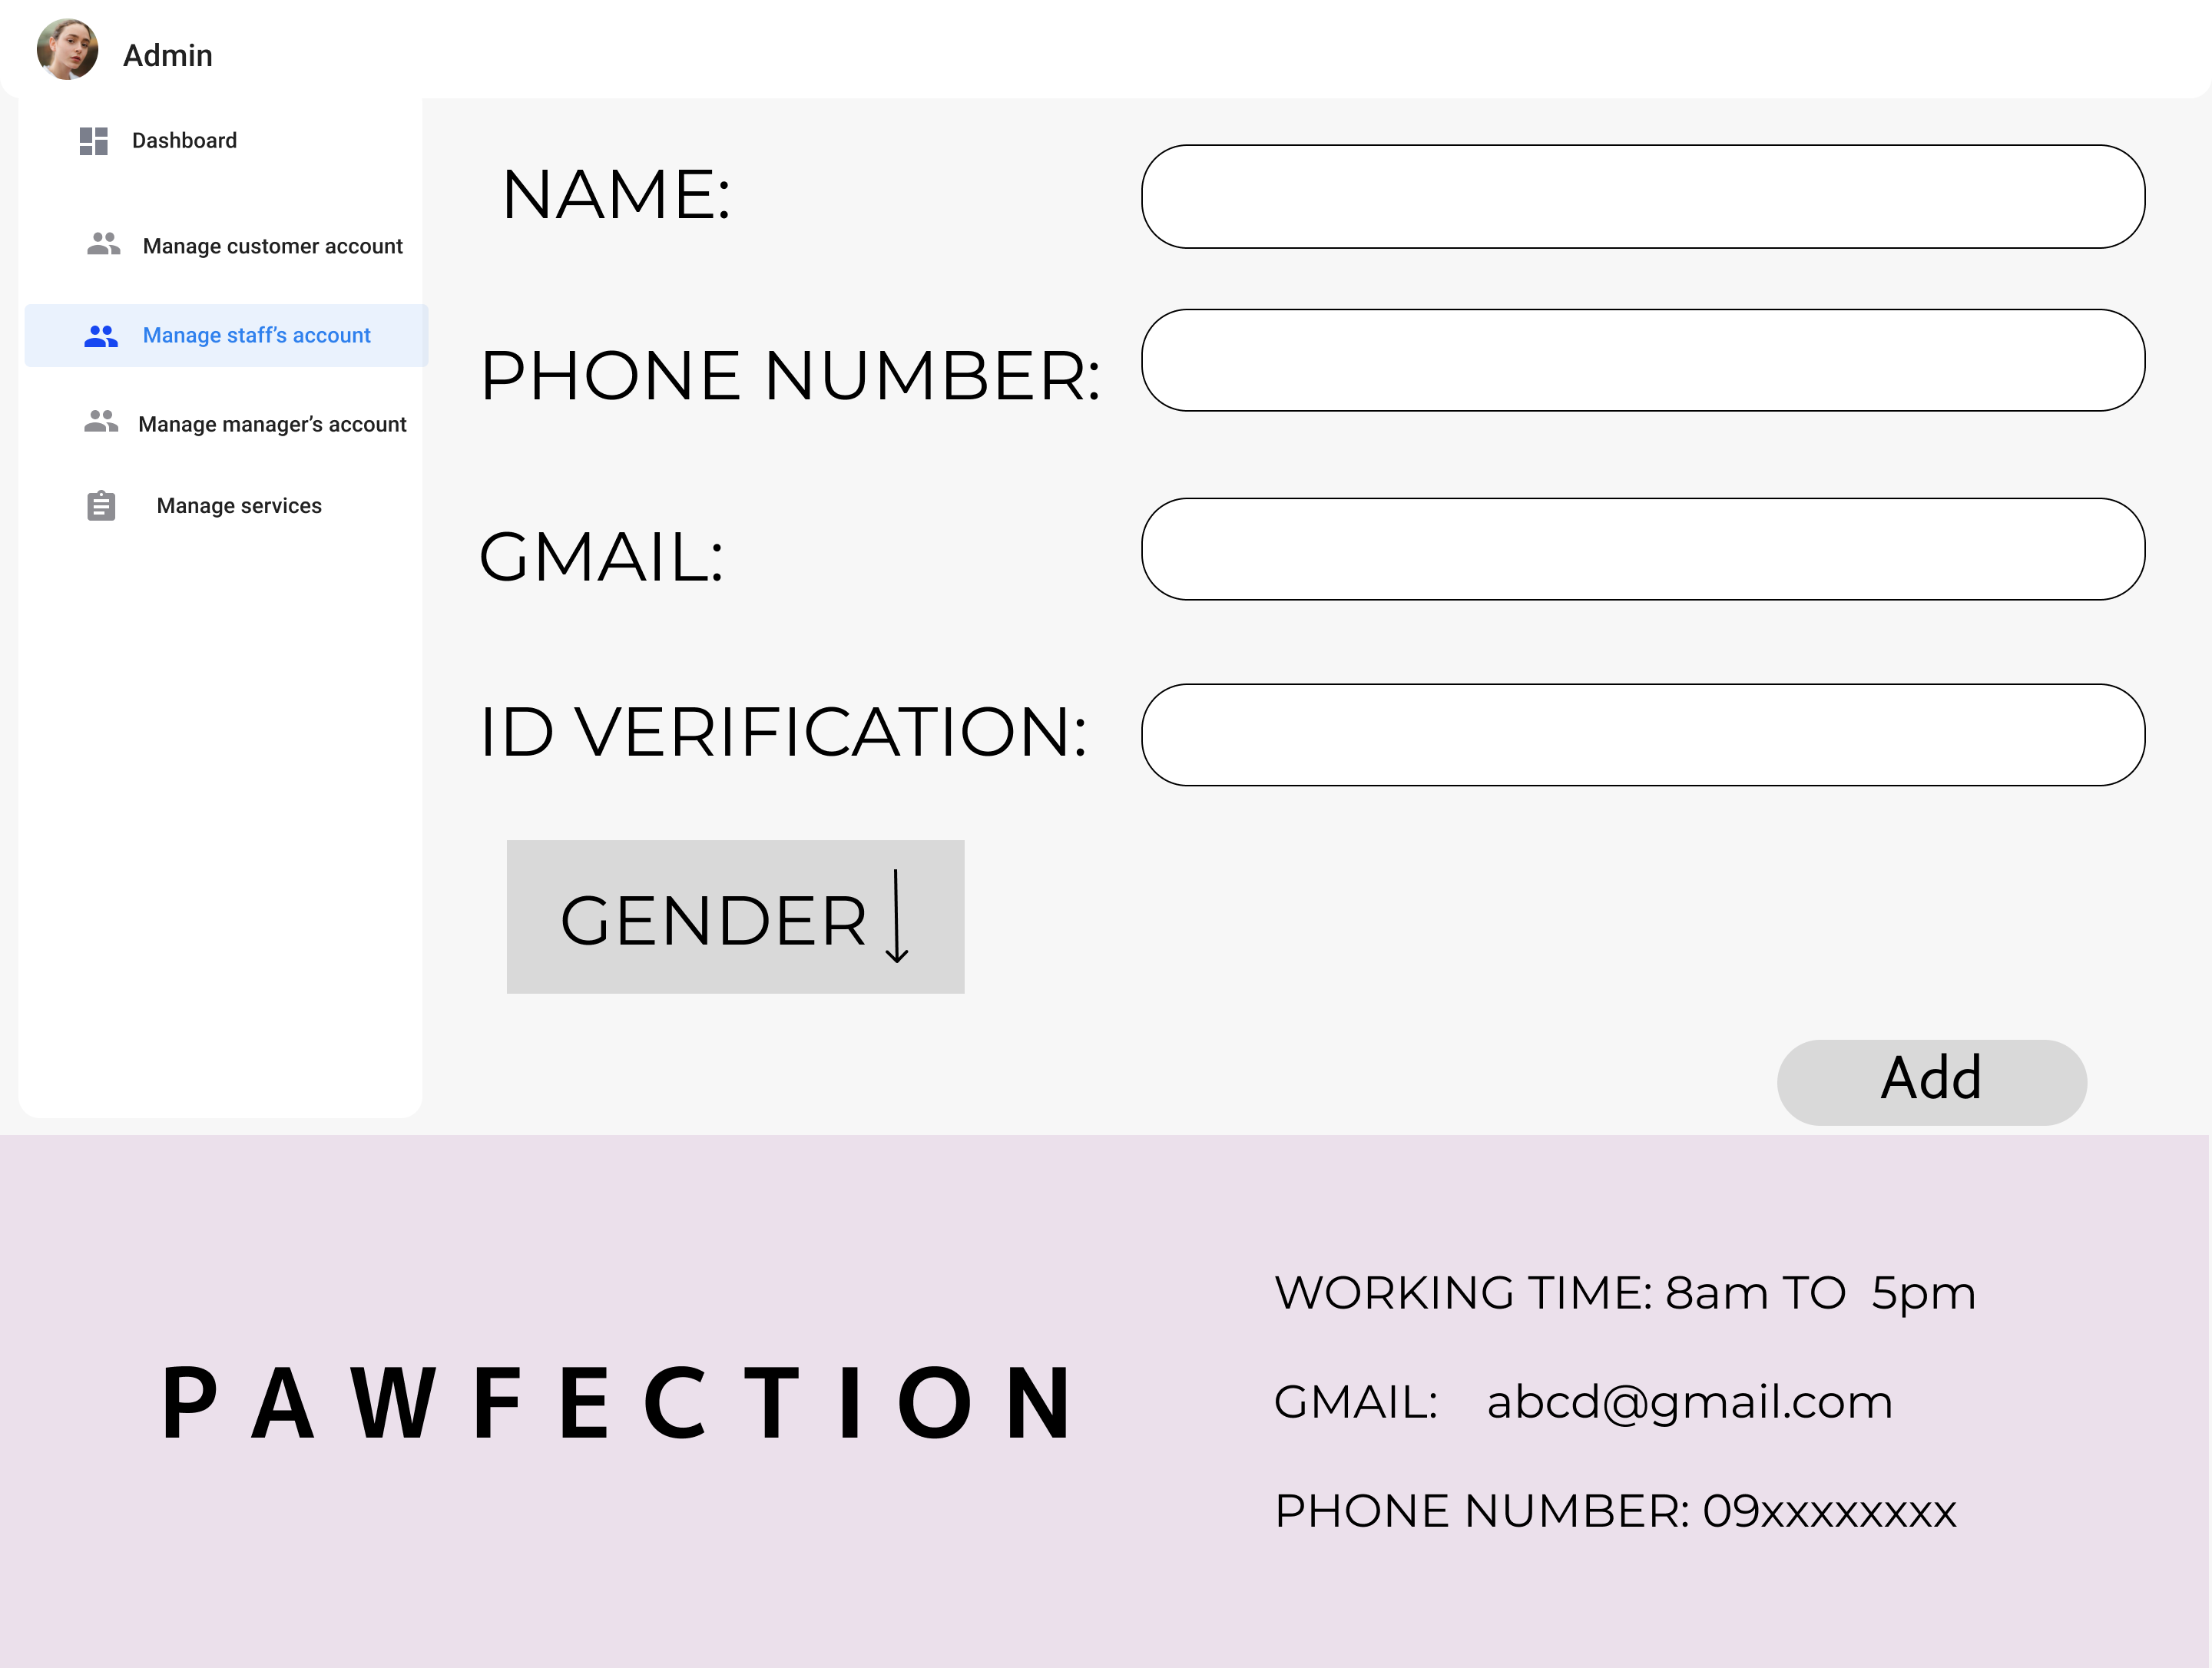 Admin
Dashboard
Manage customer account
Manage staff’s account
Manage manager’s account
Manage services
NAME:
PHONE NUMBER:
GMAIL:
ID VERIFICATION:
GENDER
Add
PAWFECTION
WORKING TIME: 8am TO  5pm
GMAIL:    abcd@gmail.com
PHONE NUMBER: 09xxxxxxxx